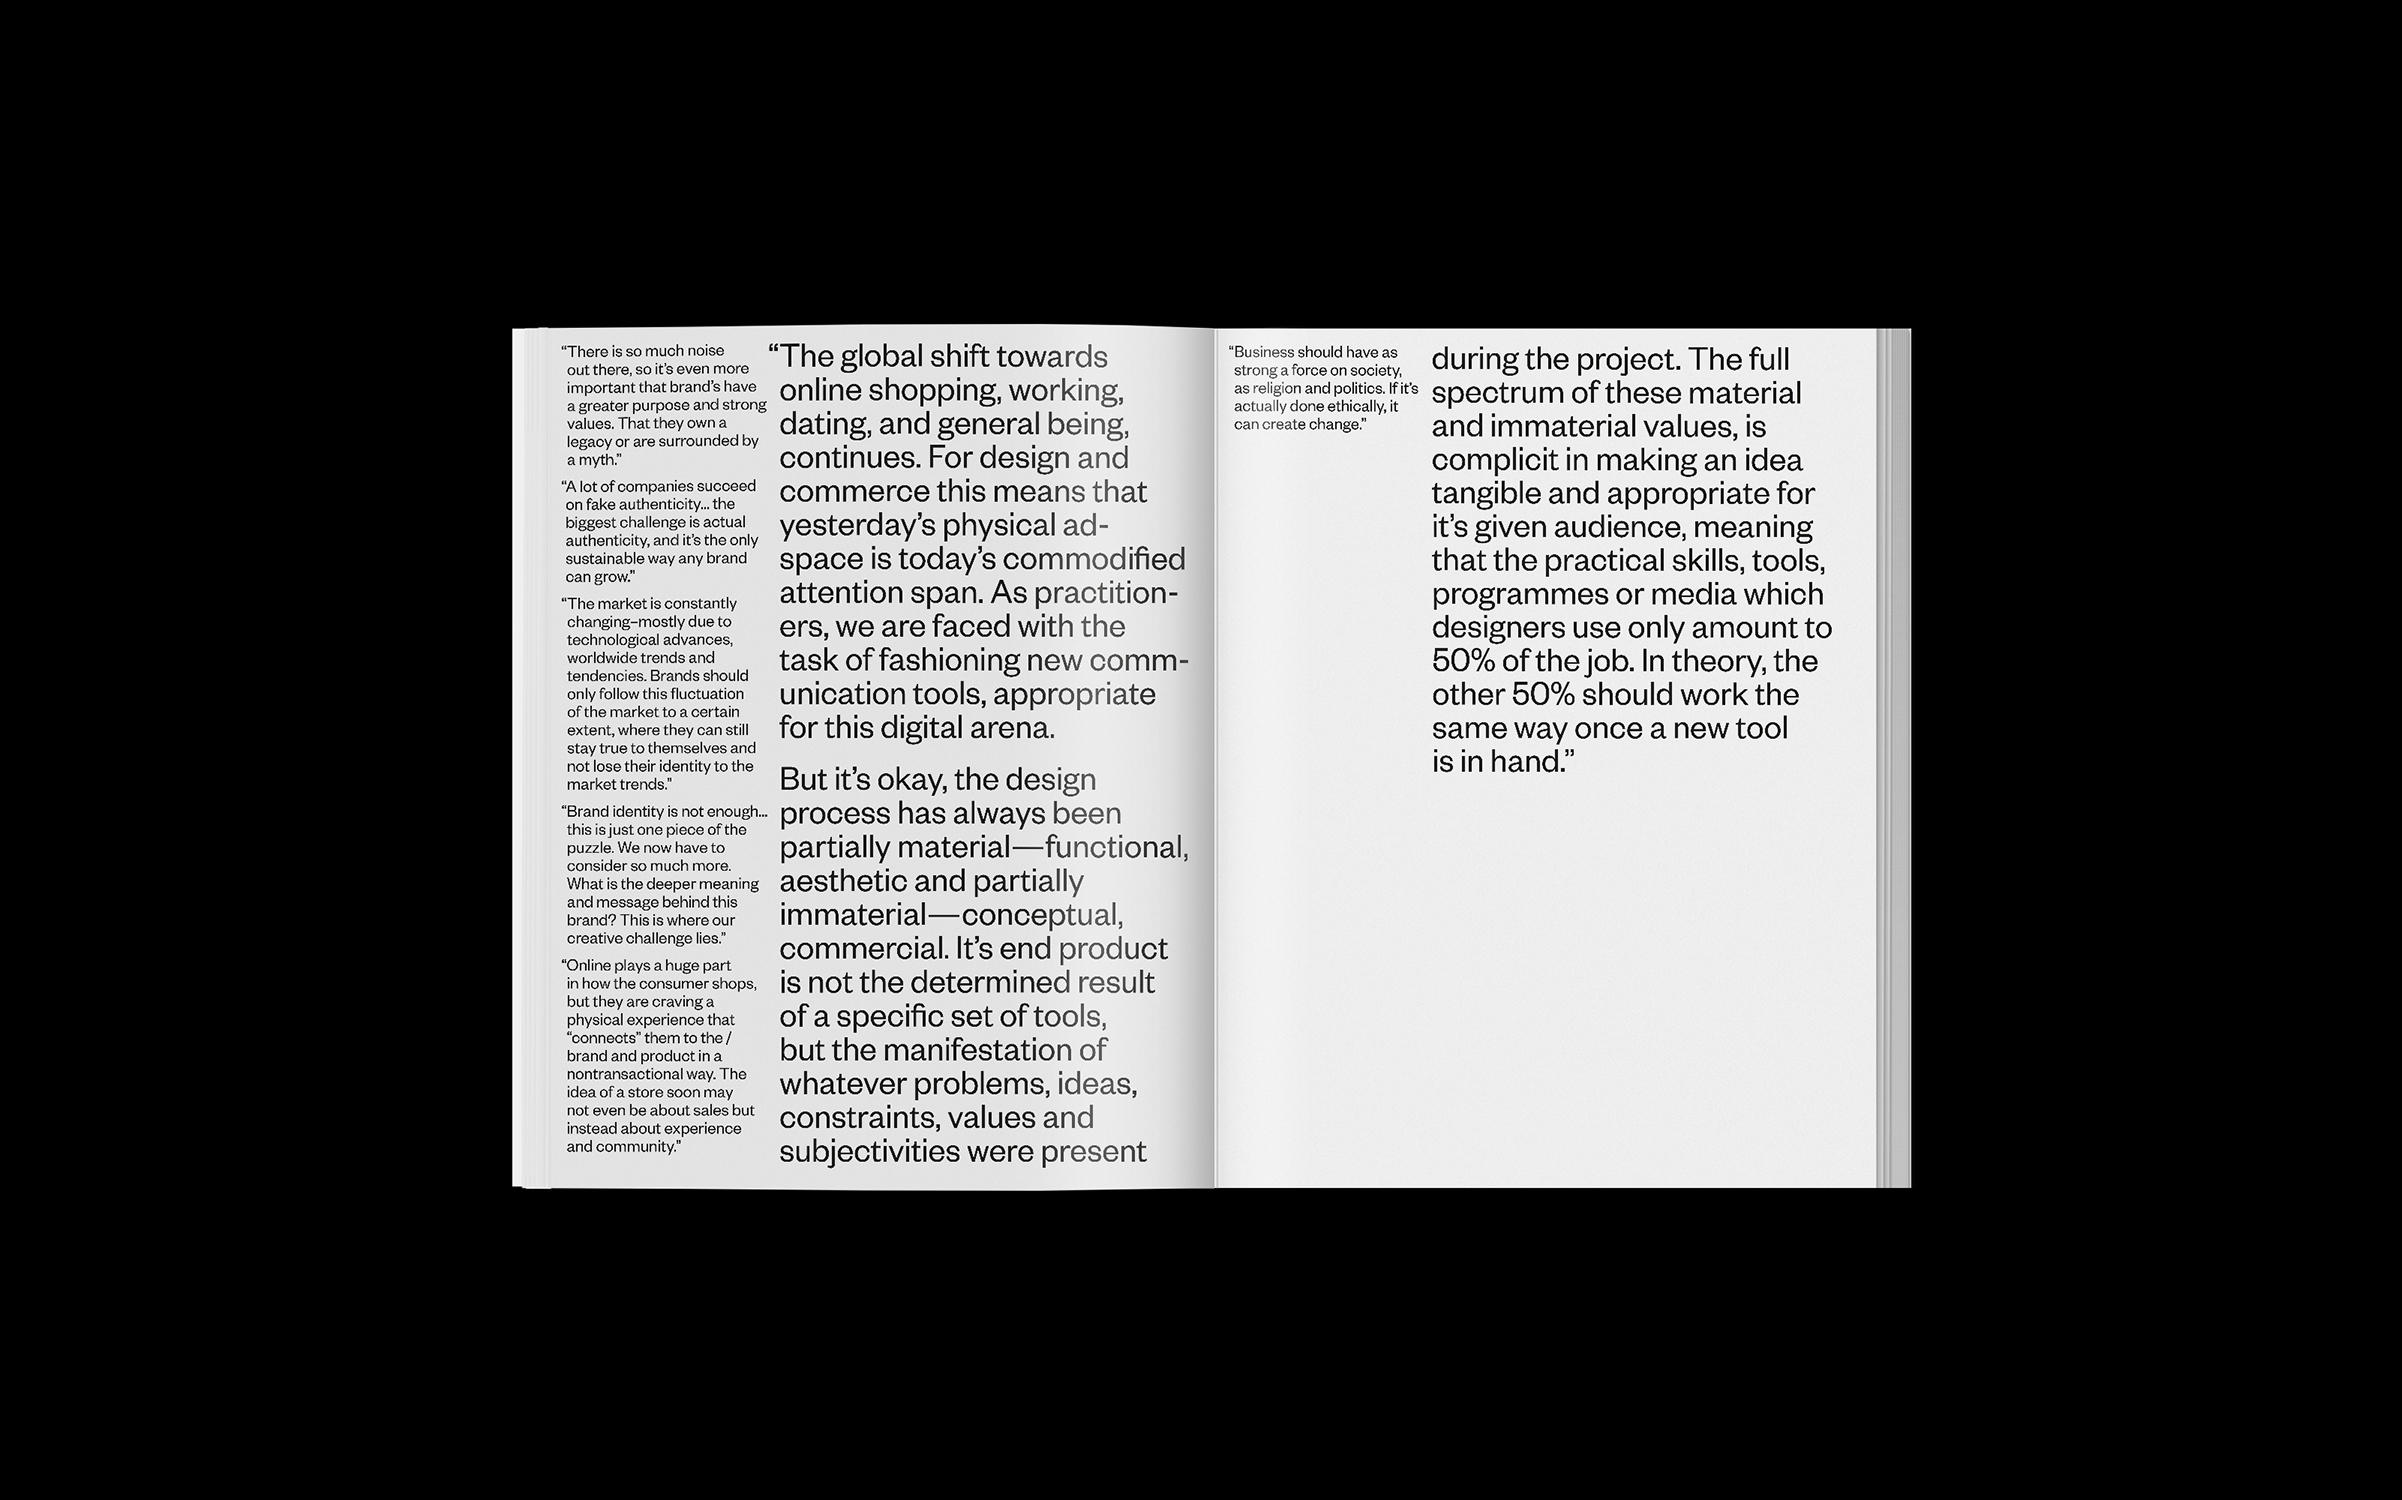 “There is so much noise
out there, so it’s even more
important that brand’s have
a greater purpose and strong
values. That they own a
legacy or are surrounded by
a myth.”
“A lot of companies succeed
on fake authenticity... the
biggest challenge is actual
authenticity, and it’s the only
sustainable way any brand
can grow.”
“The market is constantly
changing–mostly due to
technological advances,
worldwide trends and
tendencies. Brands should
only follow this fluctuation
of the market to a certain
extent, where they can still
stay true to themselves and
not lose their identity to the
market trends.”
“Brand identity is not enough...
this is just one piece of the
puzzle. We now have to
consider so much more.
What is the deeper meaning
and message behind this
brand? This is where our
creative challenge lies.”
“Online plays a huge part
in how the consumer shops,
but they are craving a
physical experience that
“connects” them to the /
brand and product in a
nontransactional way. The
idea of a store soon may
not even be about sales but
instead about experience
and community.”
“The global shift towards
online shopping, working,
dating, and general being,
continues. For design and
commerce this means that
yesterday’s physical ad-
space is today’s commodified
attention span. As practition-
ers, we are faced with the
task of fashioning new comm-
unication tools, appropriate
for this digital arena.
But it’s okay, the design
process has always been
partially material—functional,
aesthetic and partially
immaterial—conceptual,
commercial. It’s end product
is not the determined result
of a specific set of tools,
but the manifestation of
whatever problems, ideas,
constraints, values and
subjectivities were present
“Business should have as
strong a force on society,
as religion and politics. If it’s
actually done ethically, it
can create change.”
during the project. The full
spectrum of these material
and immaterial values, is
complicit in making an idea
tangible and appropriate for
it’s given audience, meaning
that the practical skills, tools,
programmes or media which
designers use only amount to
50% of the job. In theory, the
other 50% should work the
same way once a new tool
is in hand.”